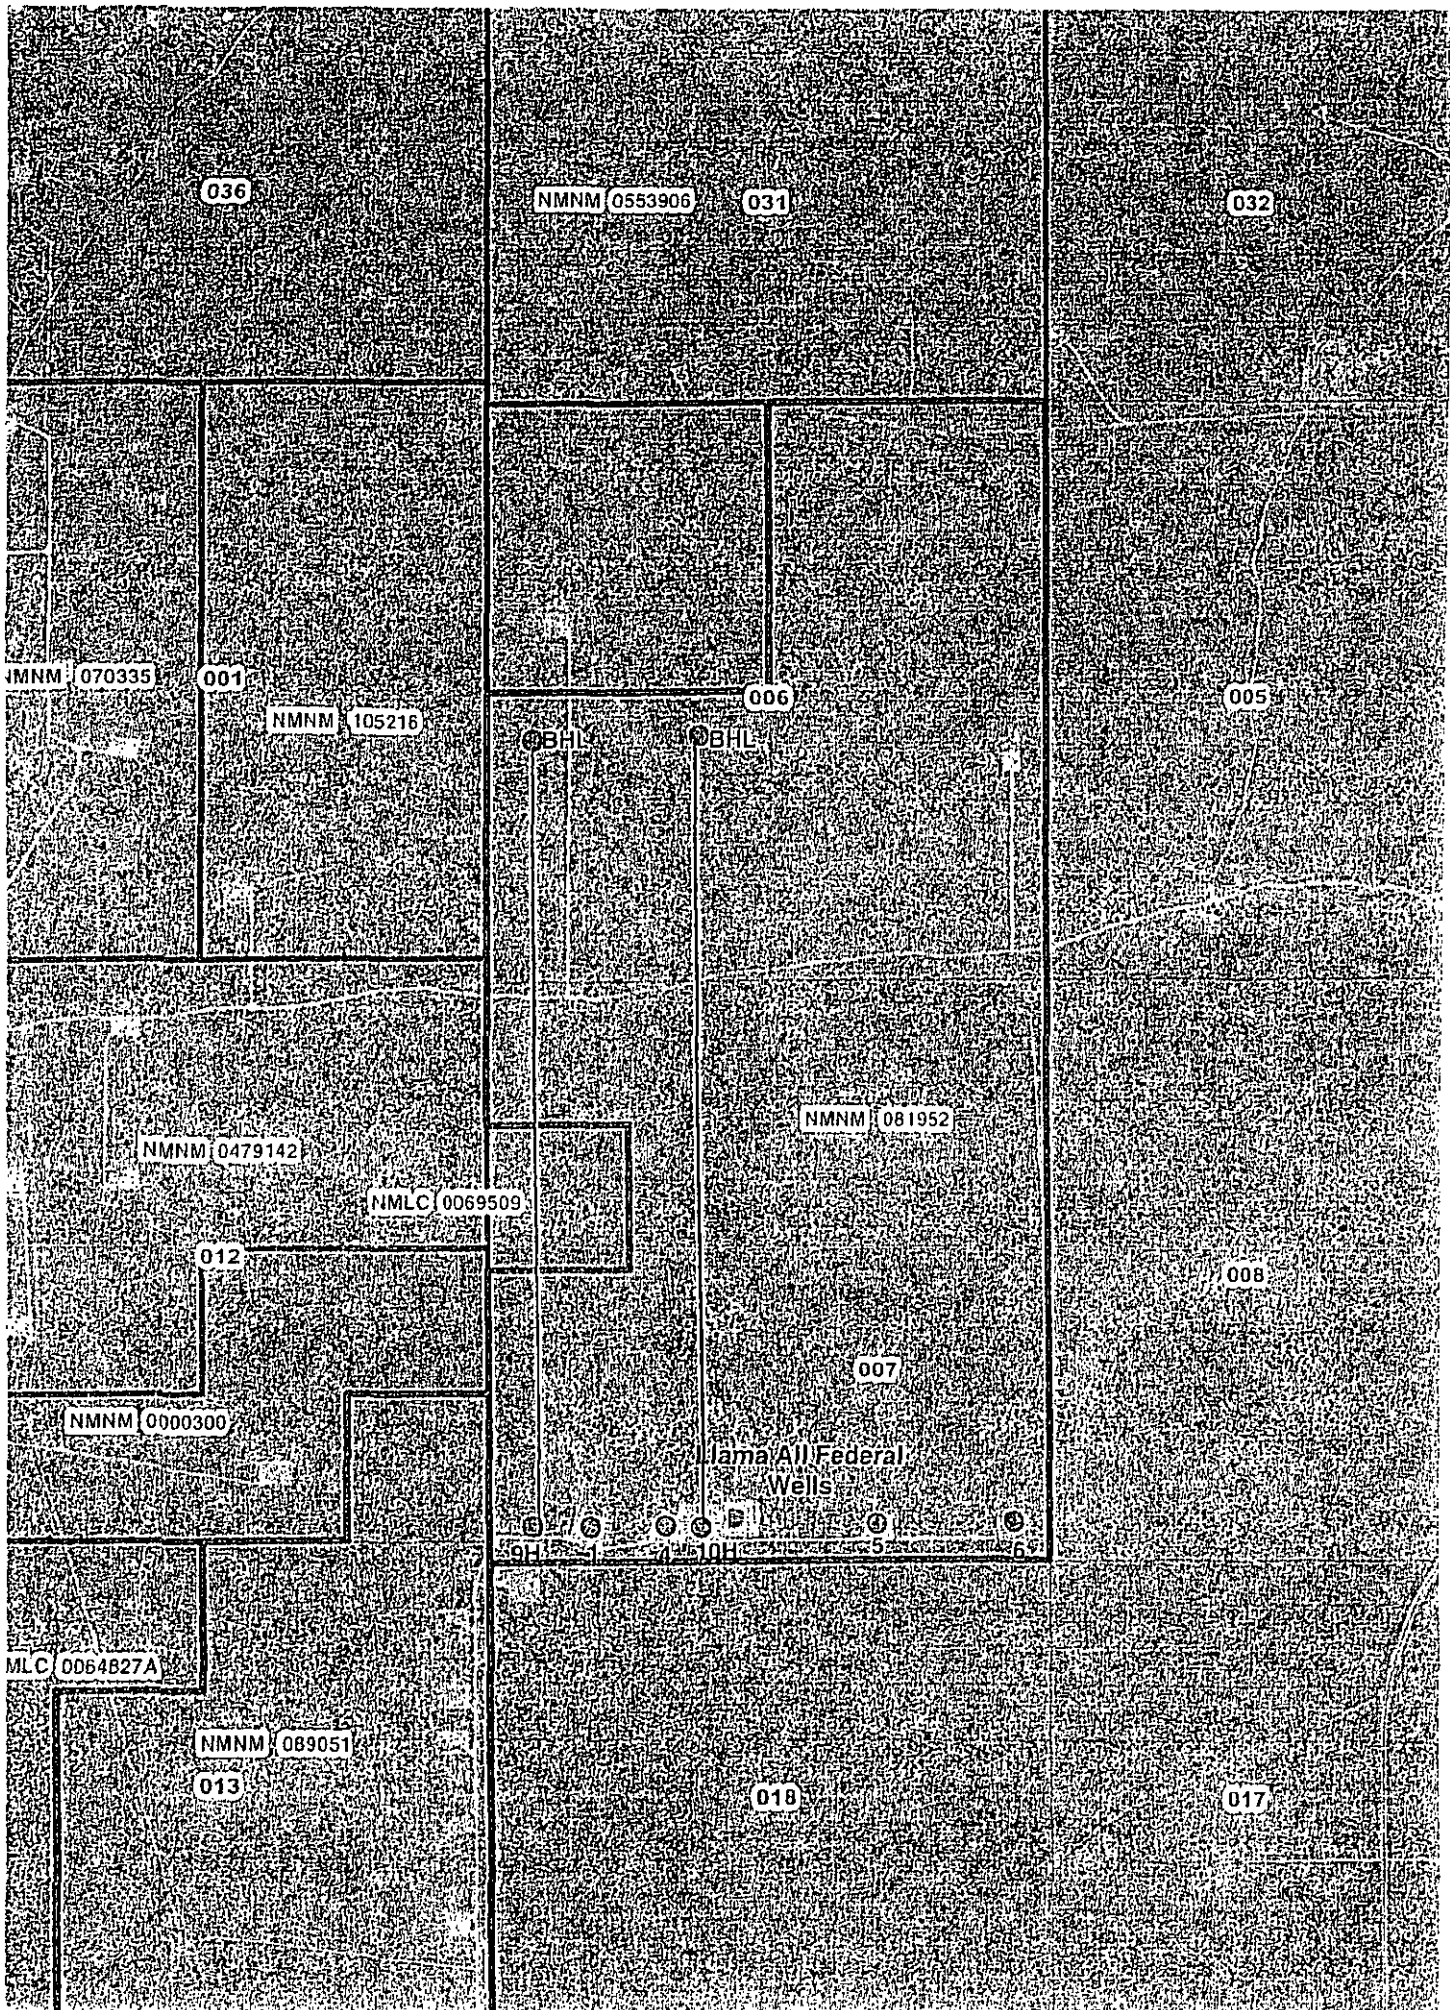 036
NMNM 0553906 031
032
NMNM 070335 001
006
005
NMNM 105216
BHL
BHL
NMNM 081952
NMNM 0479142
NMLC 0069509
012
008
007
NMNM 0000300
Llama All Federal
Wells
9H 1 4 10H 5 6
MLC 0064827A
NMNM 089051
013
018
017